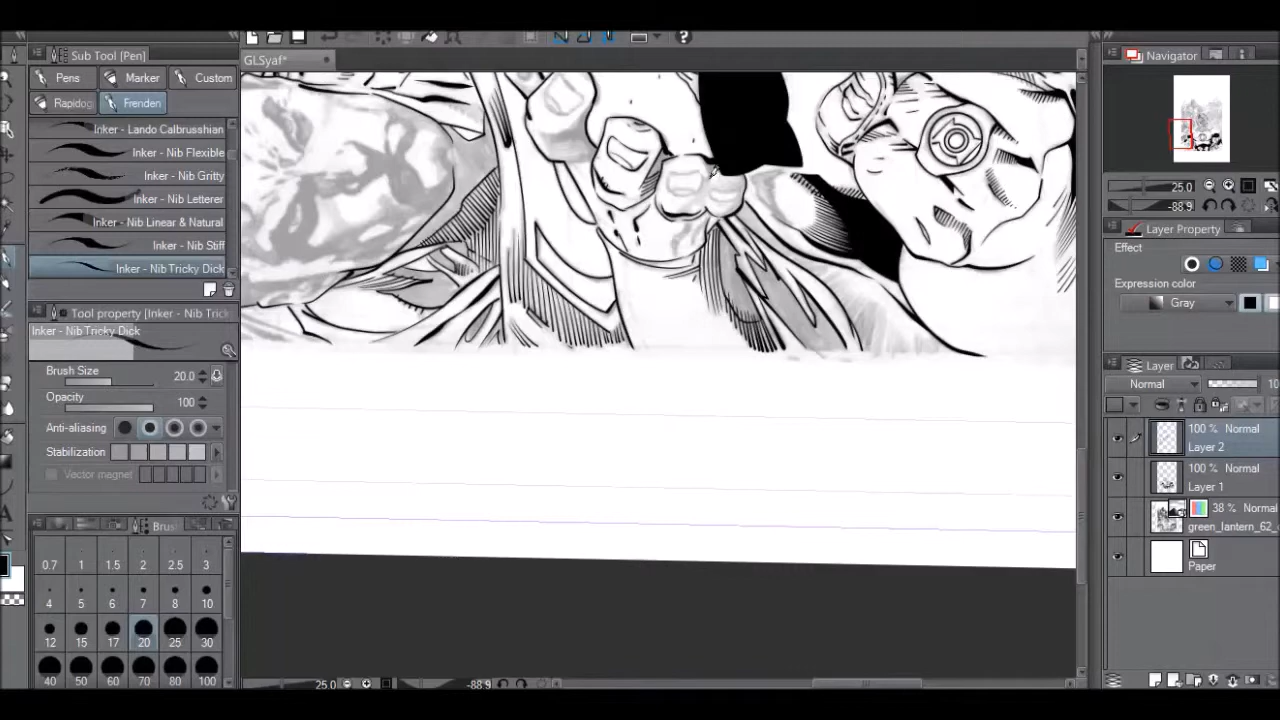 Sub Tool [Pen]
Pens
Marker
Custom
Rapidog
Frenden
Inker - Lando Calbrusshian
Inker - Nib Flexible
Inker - Nib Gritty
Inker - Nib Letterer
Inker - Nib Linear & Natural
Inker - Nib Stiff
Inker - Nib Tricky Dick
Tool property [Inker - Nib Trick
Inker - Nib Tricky Dick
Brush Size 20.0
Opacity 100
Anti-aliasing
Stabilization
Vector magnet
Brus
0.7 1 1.5 2 2.5 3
4 5 6 7 8 10
12 15 17 20 25 30
40 50 60 70 80 100
GLSyaf*
25.0
-88.9
Navigator
25.0
-88.9
Layer Property
Effect
Expression color
Gray
Layer
Normal
10
100 % Normal
Layer 2
100 % Normal
Layer 1
38 % Normal
green_lantern_62_
Paper